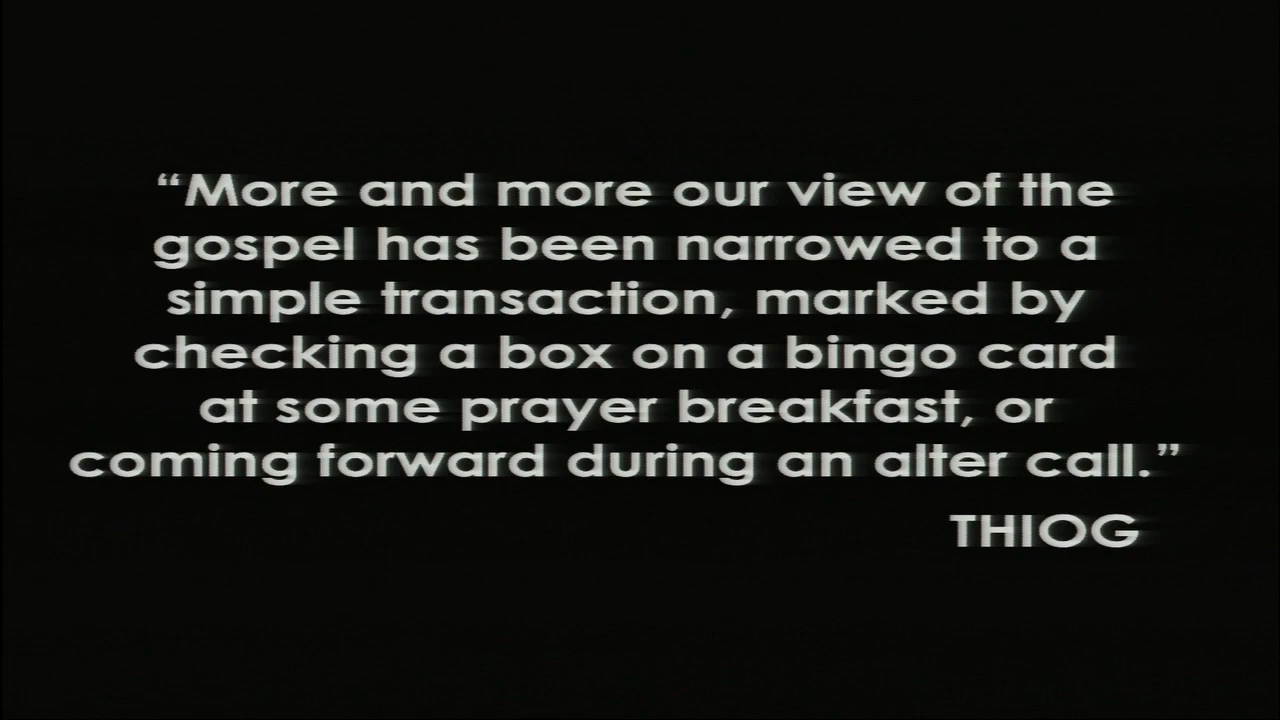 “More and more our view of the
gospel has been narrowed to a
simple transaction, marked by
checking a box on a bingo card
at some prayer breakfast, or
coming forward during an alter call.”
THIOG